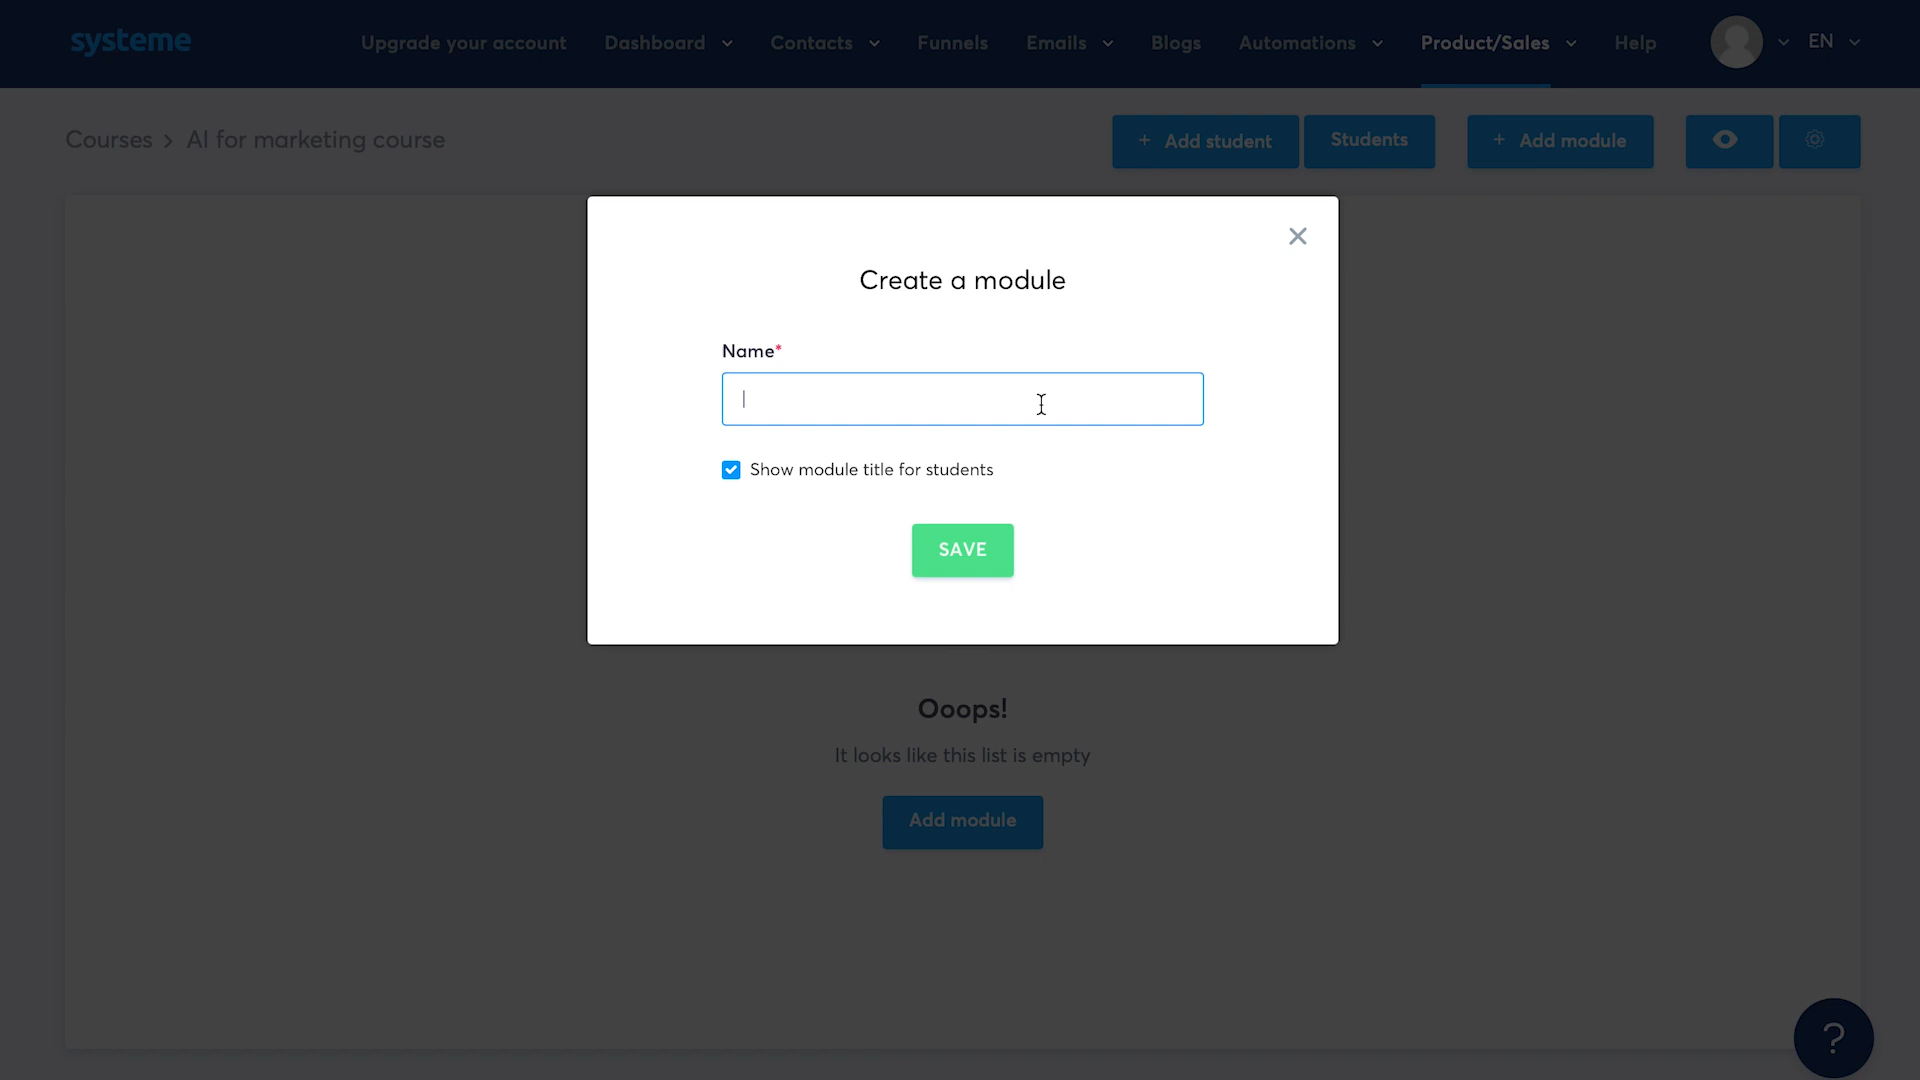 systeme
Upgrade your account
Dashboard
Contacts
Funnels
Emails
Blogs
Automations
Product/Sales
Help
EN
Courses > AI for marketing course
+ Add student
Students
+ Add module
Create a module
Name*
Show module title for students
SAVE
Ooops!
It looks like this list is empty
Add module
?